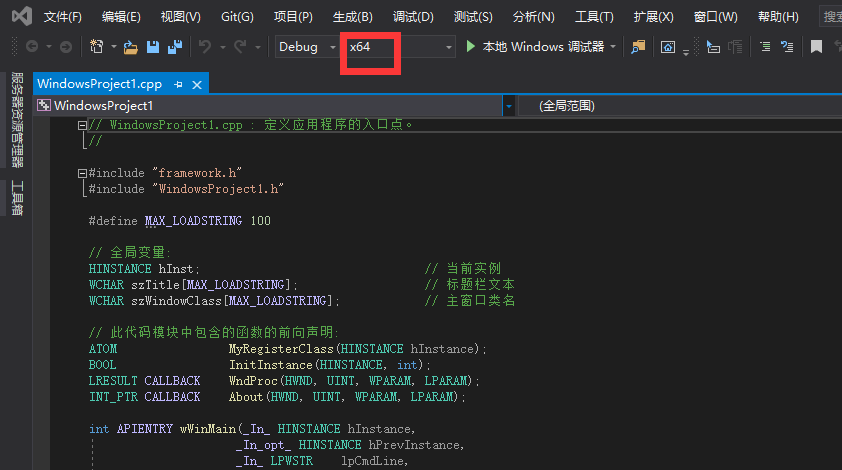 文件(F) 编辑(E) 视图(V) Git(G) 项目(P) 生成(B) 调试(D) 测试(S) 分析(N) 工具(T) 扩展(X) 窗口(W) 帮助(H) 搜索
Debug x64 本地 Windows 调试器
服务器资源管理器
工具箱
WindowsProject1.cpp
WindowsProject1 (全局范围)
// WindowsProject1.cpp : 定义应用程序的入口点。
//
#include "framework.h"
#include "WindowsProject1.h"
#define MAX_LOADSTRING 100
// 全局变量:
HINSTANCE hInst; // 当前实例
WCHAR szTitle[MAX_LOADSTRING]; // 标题栏文本
WCHAR szWindowClass[MAX_LOADSTRING]; // 主窗口类名
// 此代码模块中包含的函数的前向声明:
ATOM MyRegisterClass(HINSTANCE hInstance);
BOOL InitInstance(HINSTANCE, int);
LRESULT CALLBACK WndProc(HWND, UINT, WPARAM, LPARAM);
INT_PTR CALLBACK About(HWND, UINT, WPARAM, LPARAM);
int APIENTRY wWinMain(_In_ HINSTANCE hInstance,
_In_opt_ HINSTANCE hPrevInstance,
_In_ LPWSTR lpCmdLine,